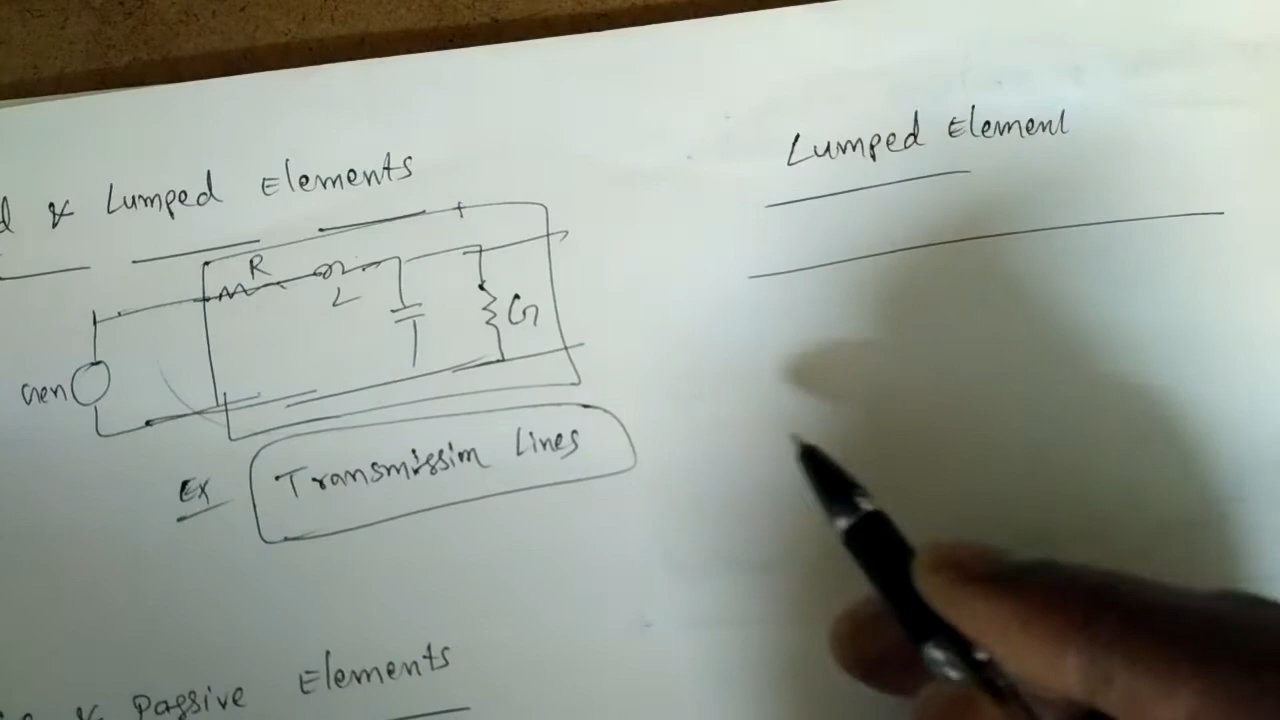 d & Lumped Elements
R
L
G
Gen
Ex Transmissim Lines
& Passive Elements
Lumped Element